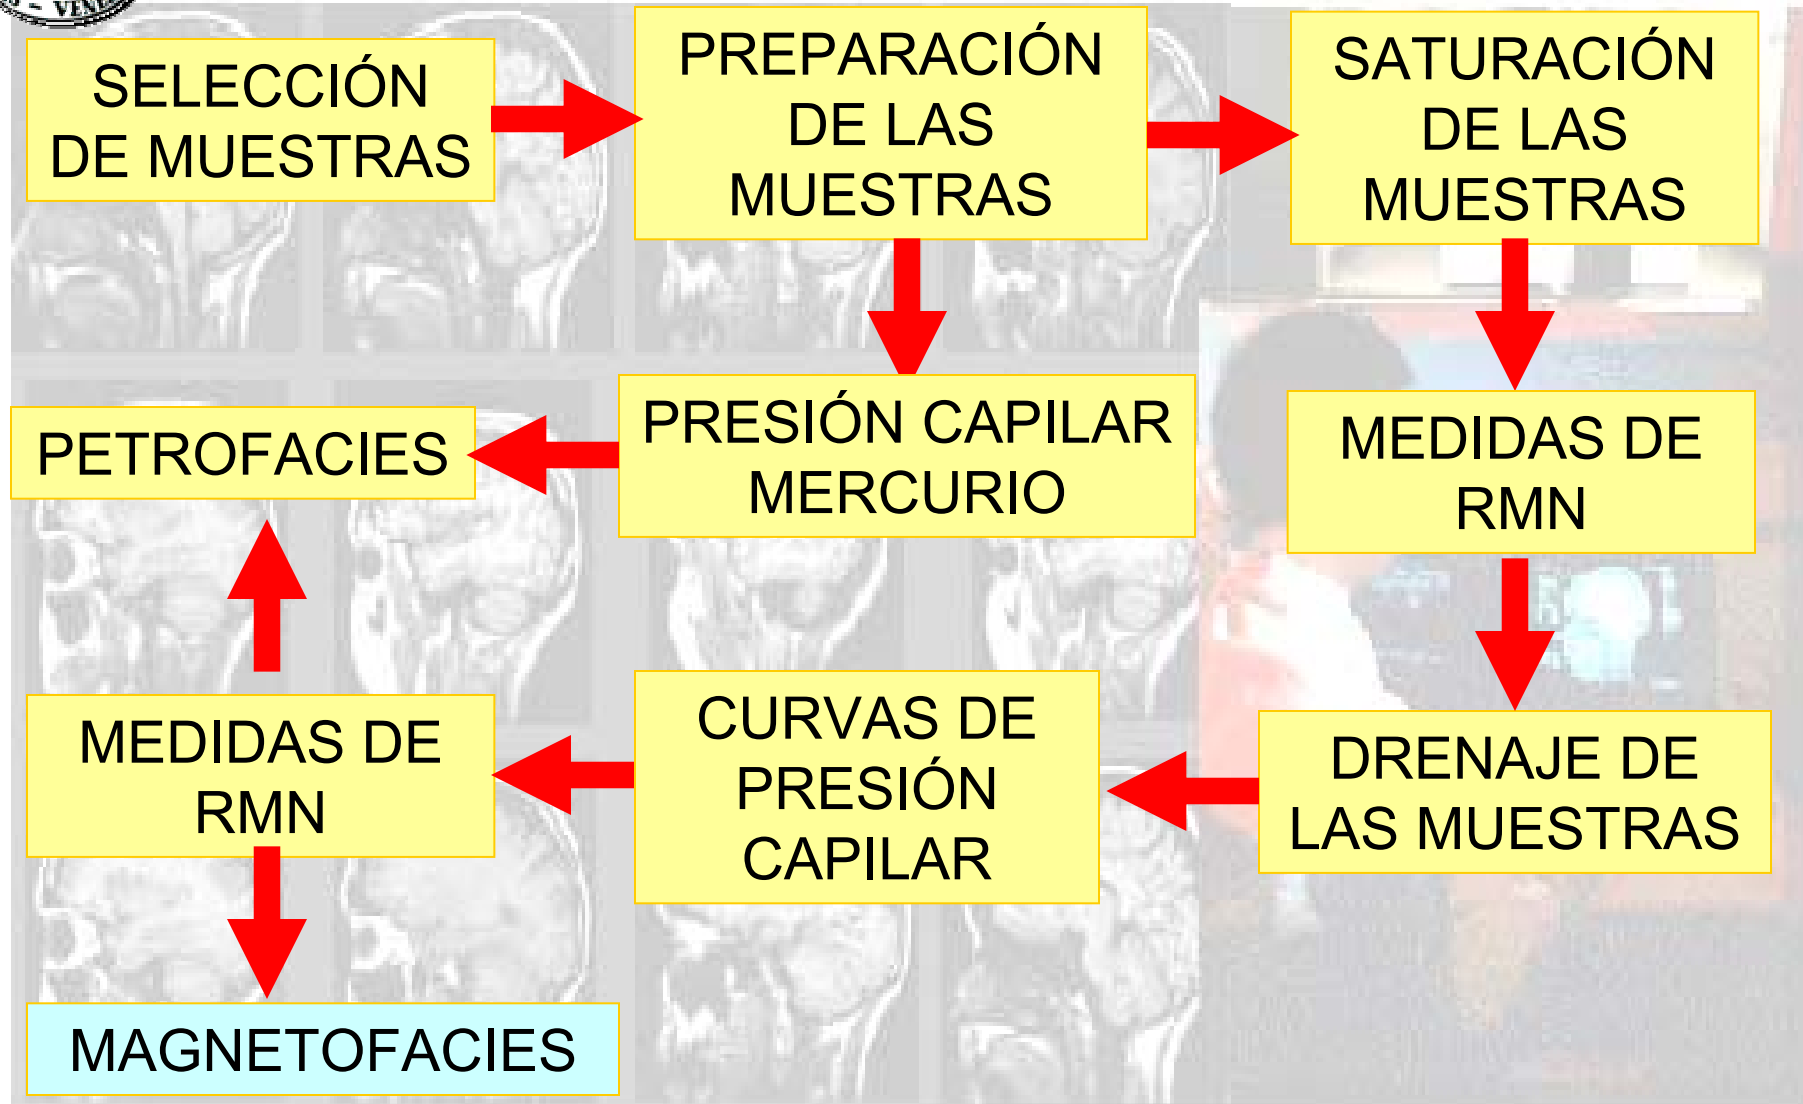 VENE
SELECCIÓN
DE MUESTRAS
PREPARACIÓN
DE LAS
MUESTRAS
SATURACIÓN
DE LAS
MUESTRAS
PETROFACIES
PRESIÓN CAPILAR
MERCURIO
MEDIDAS DE
RMN
MEDIDAS DE
RMN
CURVAS DE
PRESIÓN
CAPILAR
DRENAJE DE
LAS MUESTRAS
MAGNETOFACIES